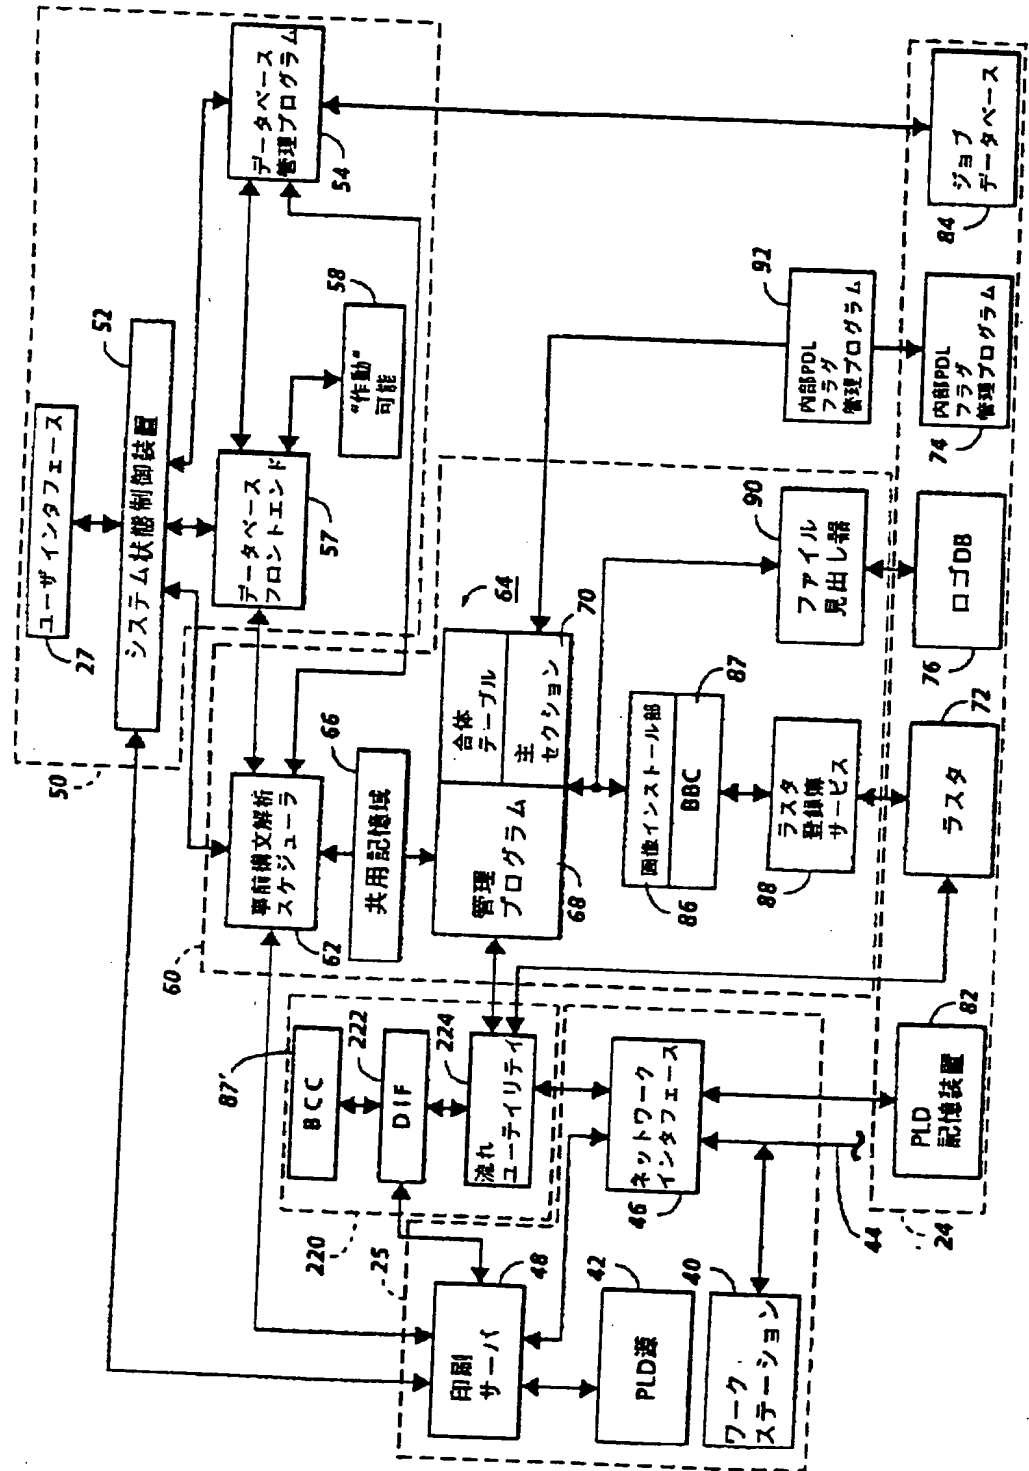 ユーザインタフェース
27
システム状態制御装置
52
データベース
管理プログラム
54
データベース
フロントエンド
57
"作動"
可能
58
50
60
事前構文解析
スケジューラ
62
共用記憶域
66
管理
プログラム
68
合体
テーブル
主
セクション
64
70
画像インストール部
86
BBC
87
ラスタ
登録簿
サービス
88
ファイル
見出し器
90
内部PDL
フラグ
管理プログラム
92
BCC
87'
DIF
222
流れ
ユーティリティ
224
220
25
印刷
サーバ
48
PLD源
42
ワーク
ステーション
40
ネットワーク
インタフェース
46
44
24
PLD
記憶装置
82
ラスタ
72
ロゴDB
76
内部PDL
フラグ
管理プログラム
74
ジョブ
データベース
84